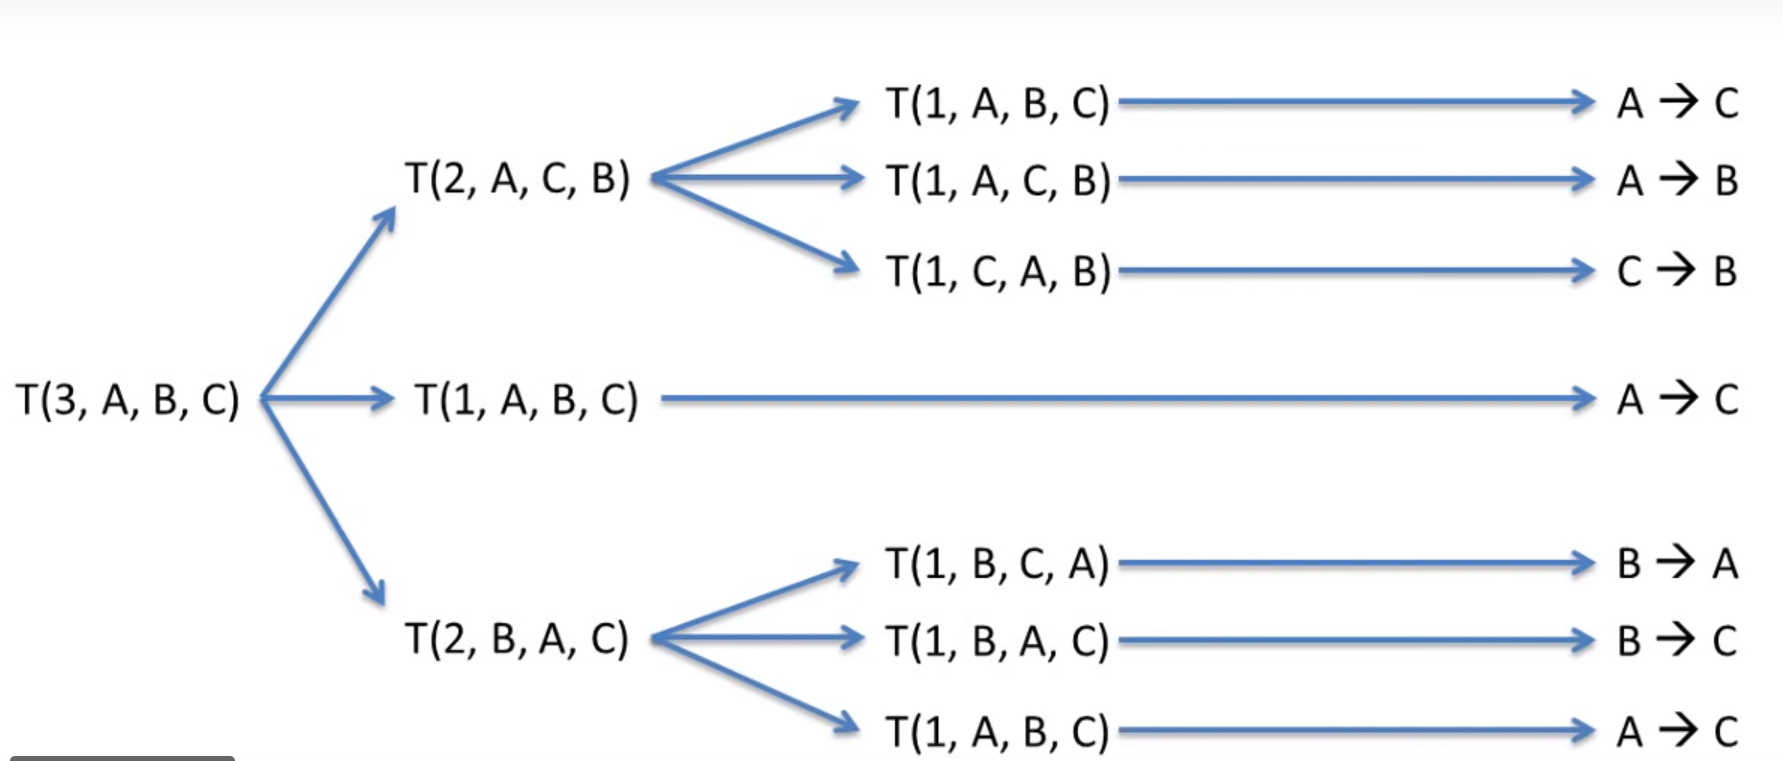 T(1, A, B, C) A → C
T(2, A, C, B) T(1, A, C, B) A → B
T(1, C, A, B) C → B
T(3, A, B, C) T(1, A, B, C) A → C
T(1, B, C, A) B → A
T(2, B, A, C) T(1, B, A, C) B → C
T(1, A, B, C) A → C